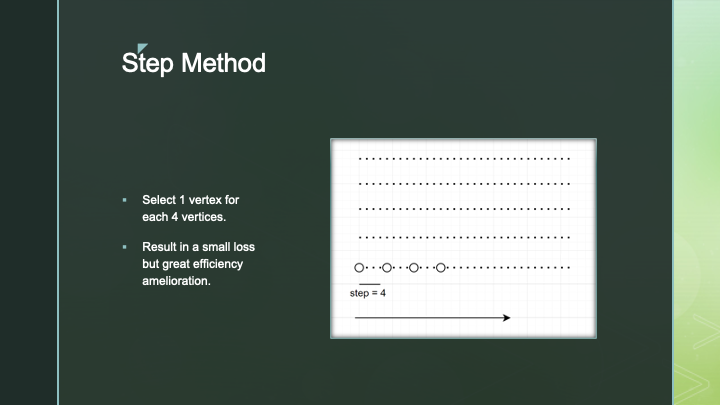 Step Method
Select 1 vertex for
each 4 vertices.
Result in a small loss
but great efficiency
amelioration.
step = 4